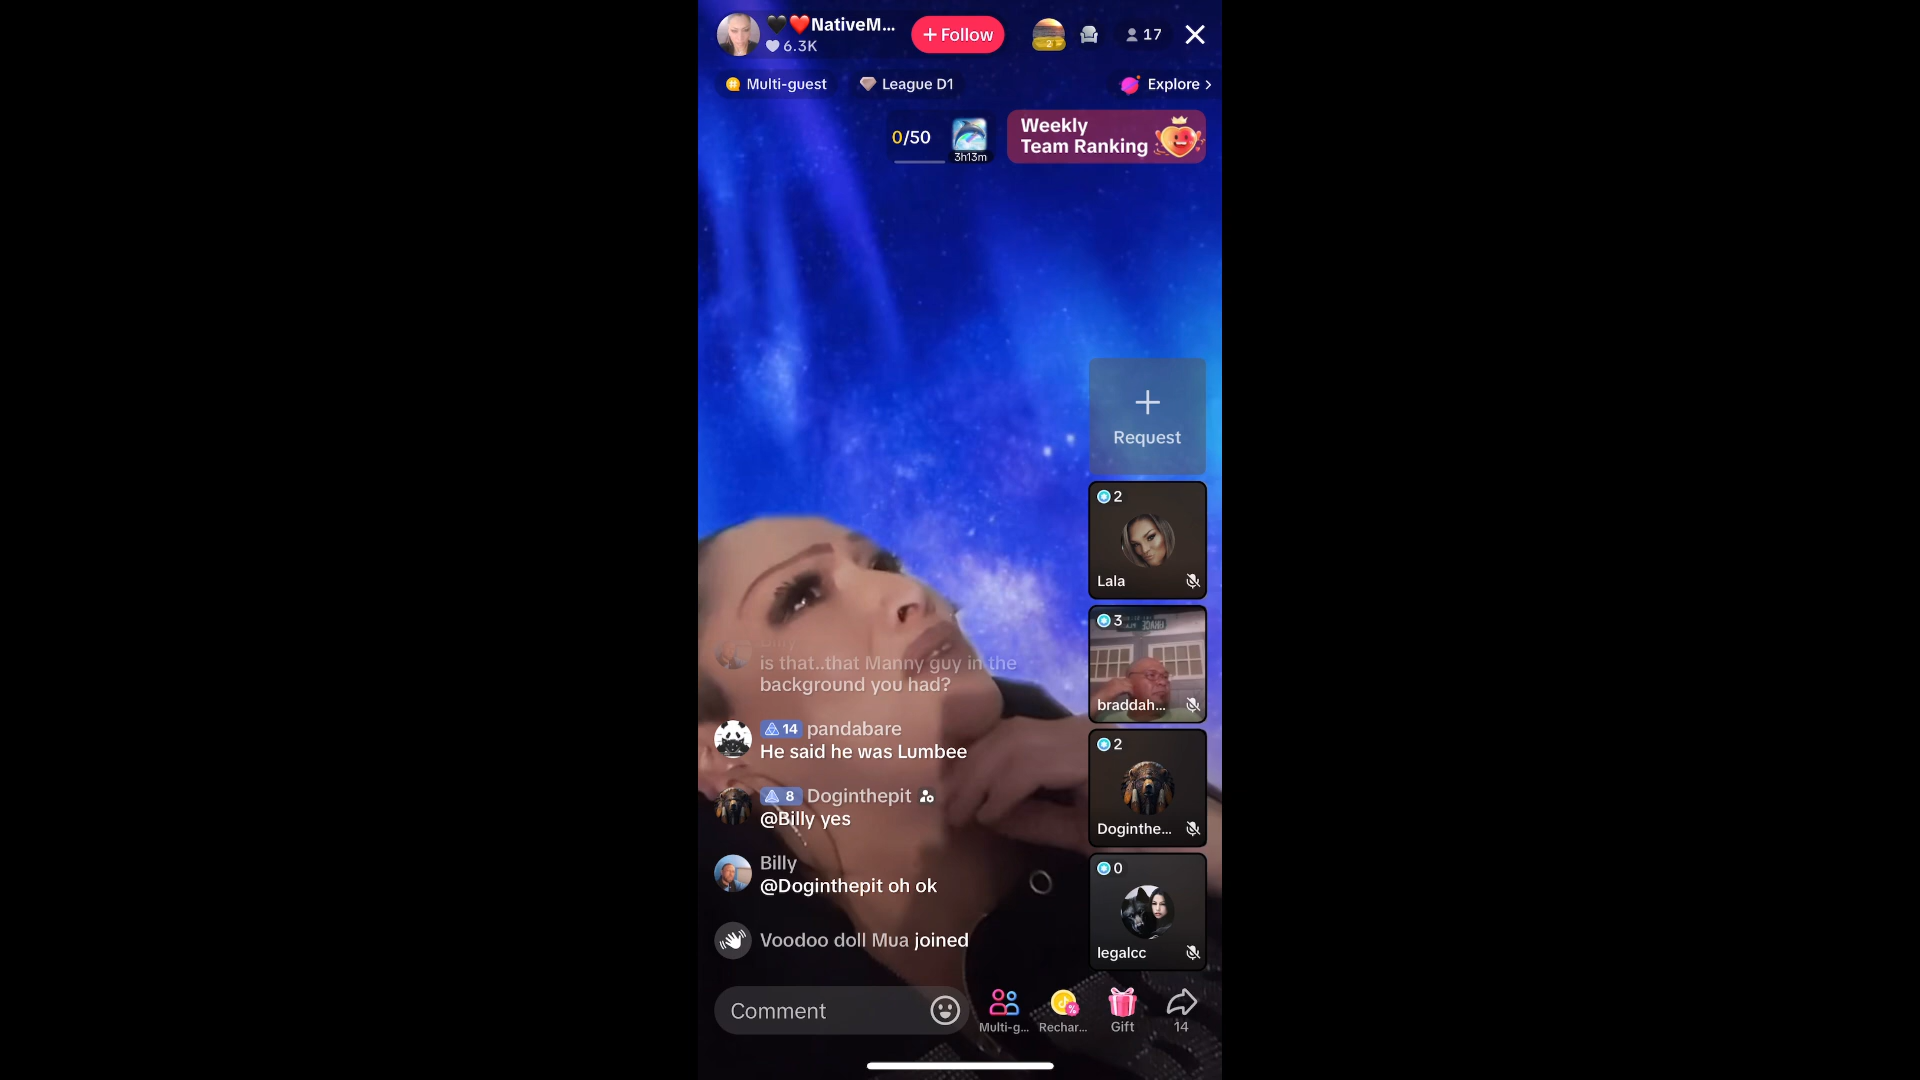 🖤❤️NativeM...
6.3K
+ Follow
2
17
Multi-guest
League D1
Explore >
0/50
3h13m
Weekly
Team Ranking
Request
2
Lala
3
braddah...
2
Doginthe...
0
legalcc
Billy
is that..that Manny guy in the
background you had?
14 pandabare
He said he was Lumbee
8 Doginthepit
@Billy yes
Billy
@Doginthepit oh ok
Voodoo doll Mua joined
Comment
Multi-g...
Rechar...
Gift
14